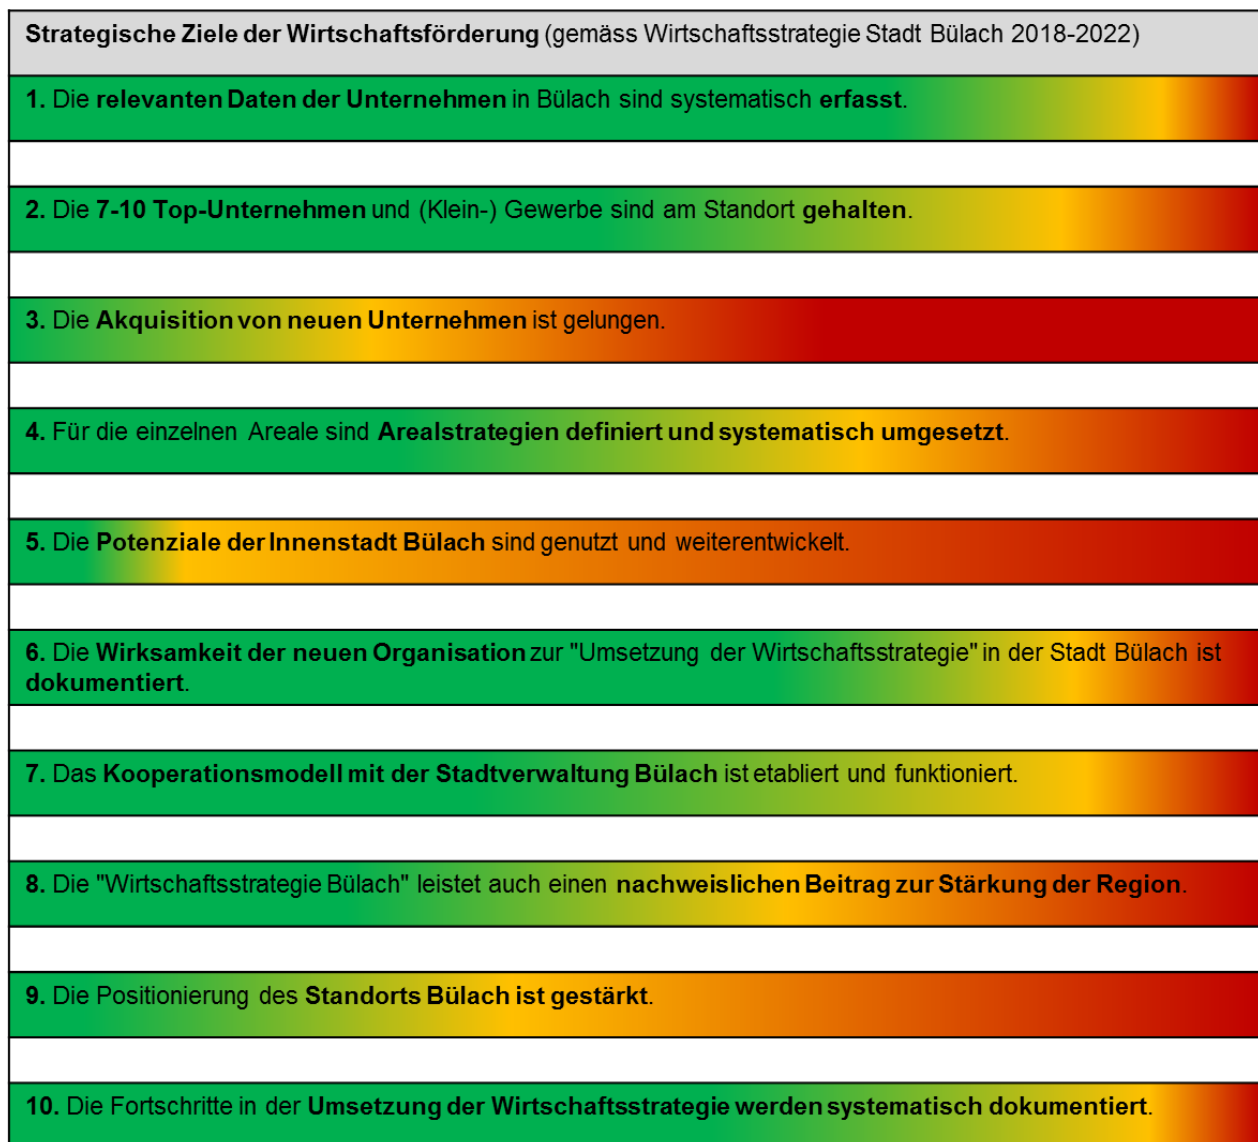 Strategische Ziele der Wirtschaftsförderung (gemäss Wirtschaftsstrategie Stadt Bülach 2018-2022)
1. Die relevanten Daten der Unternehmen in Bülach sind systematisch erfasst.
2. Die 7-10 Top-Unternehmen und (Klein-) Gewerbe sind am Standort gehalten.
3. Die Akquisition von neuen Unternehmen ist gelungen.
4. Für die einzelnen Areale sind Arealstrategien definiert und systematisch umgesetzt.
5. Die Potenziale der Innenstadt Bülach sind genutzt und weiterentwickelt.
6. Die Wirksamkeit der neuen Organisation zur "Umsetzung der Wirtschaftsstrategie" in der Stadt Bülach ist
dokumentiert.
7. Das Kooperationsmodell mit der Stadtverwaltung Bülach ist etabliert und funktioniert.
8. Die "Wirtschaftsstrategie Bülach" leistet auch einen nachweislichen Beitrag zur Stärkung der Region.
9. Die Positionierung des Standorts Bülach ist gestärkt.
10. Die Fortschritte in der Umsetzung der Wirtschaftsstrategie werden systematisch dokumentiert.